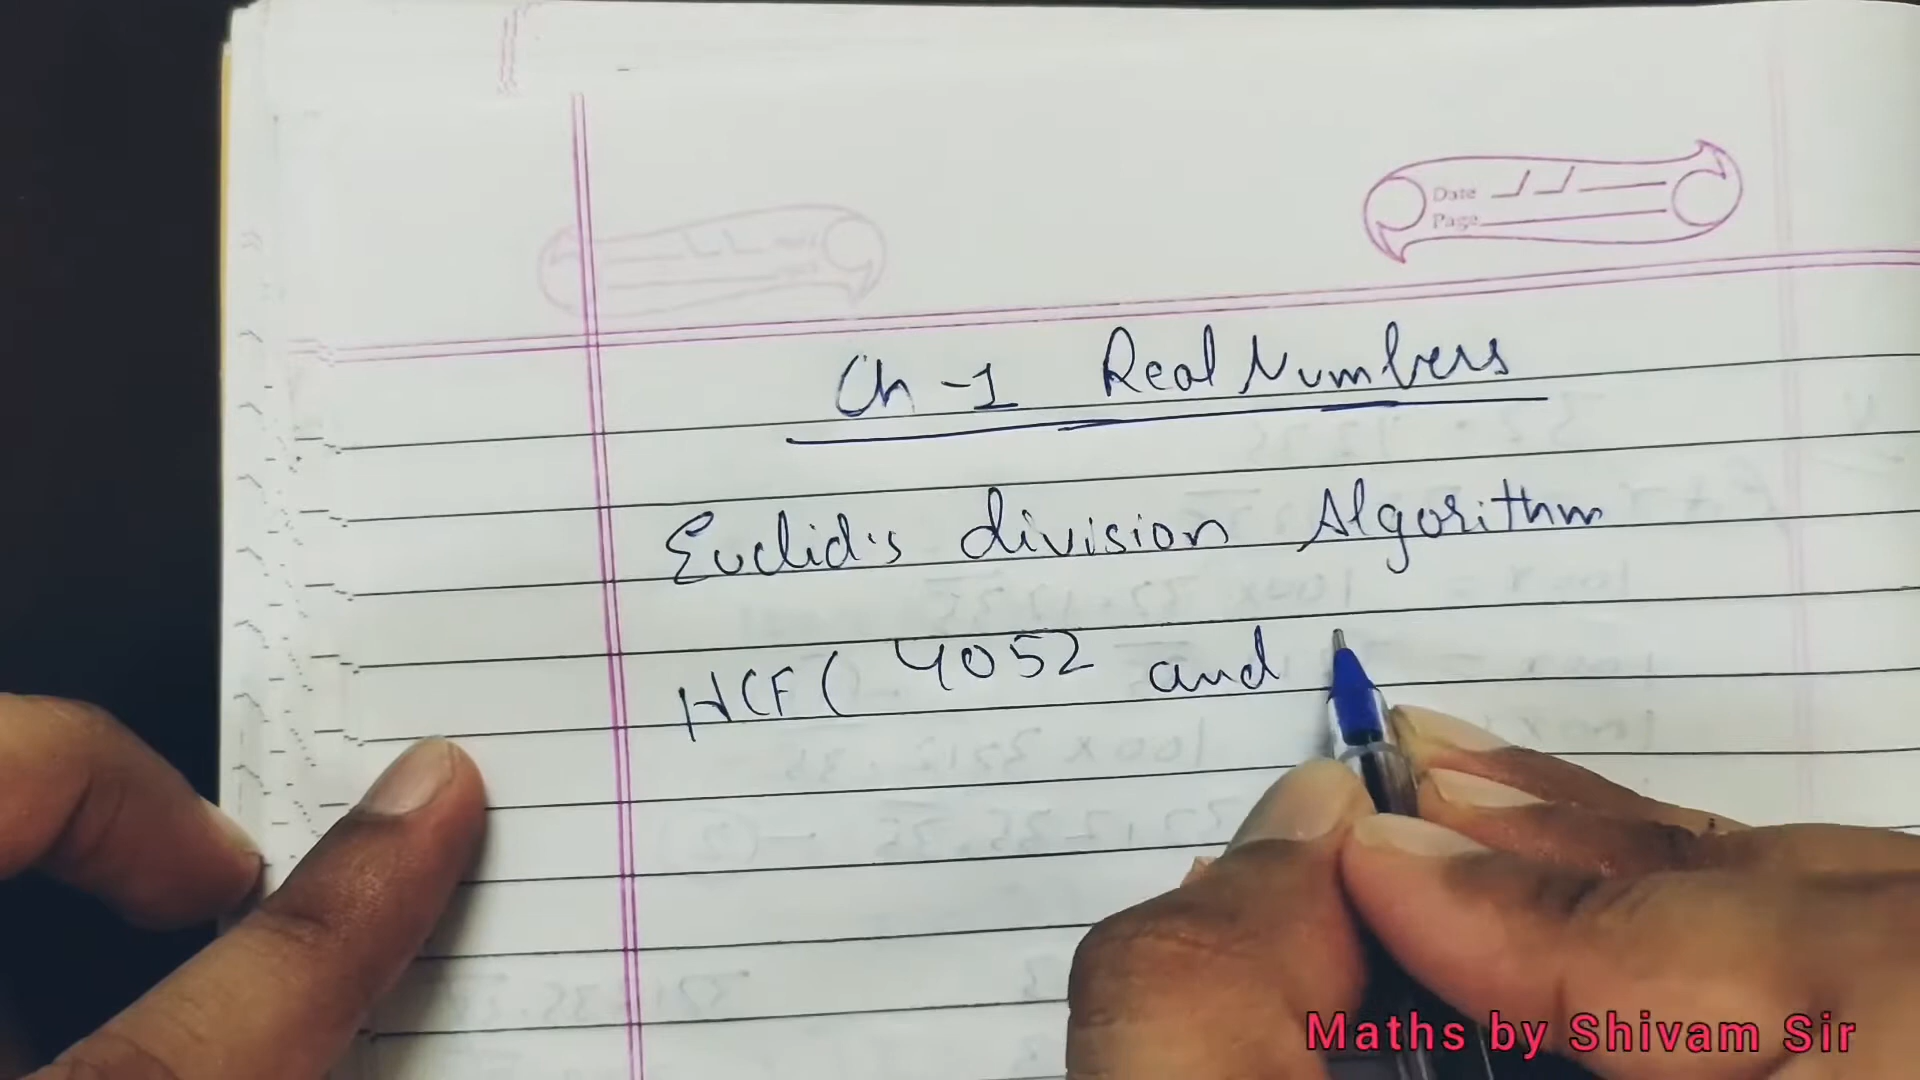 Date
Page
Ch-1 Real Numbers
Euclid's division Algorithm
HCF( 4052 and
Maths by Shivam Sir